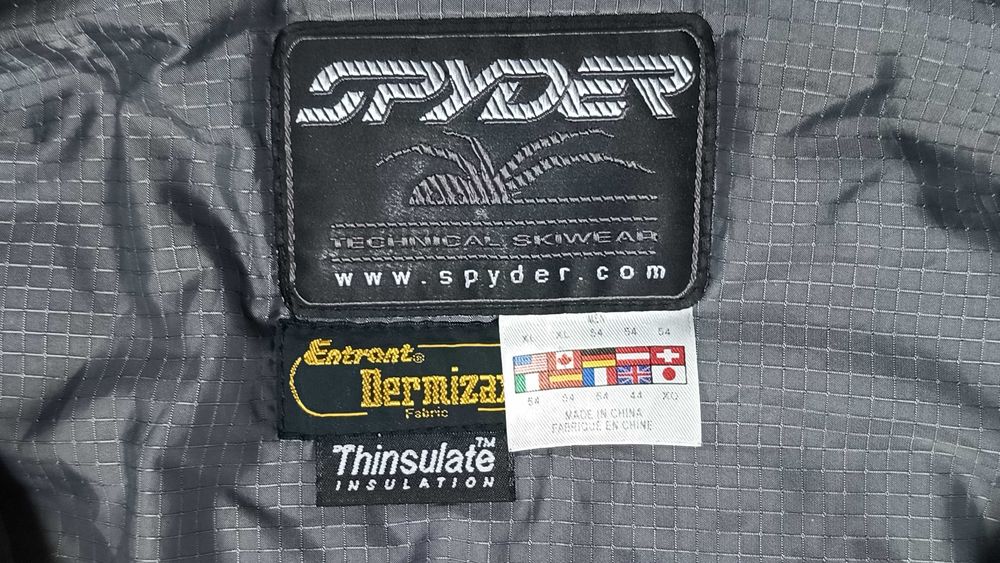 SPYDER
TECHNICAL SKIWEAR
www.spyder.com
Entrant®
Dermizax
Fabric
Thinsulate™
INSULATION
MEN
XL XL 54 54 54
54 54 54 44 XO
MADE IN CHINA
FABRIQUÉ EN CHINE